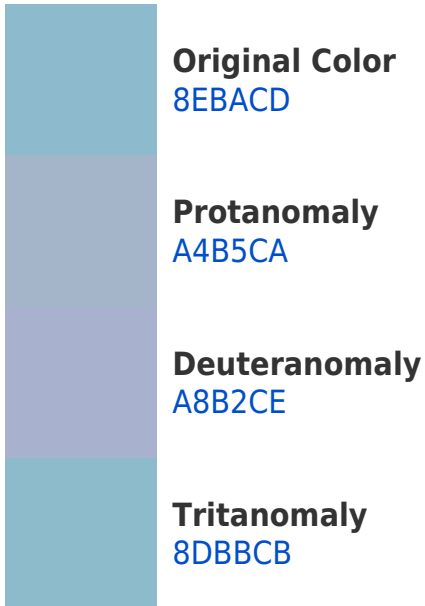 Original Color
8EBACD
Protanomaly
A4B5CA
Deuteranomaly
A8B2CE
Tritanomaly
8DBBCB